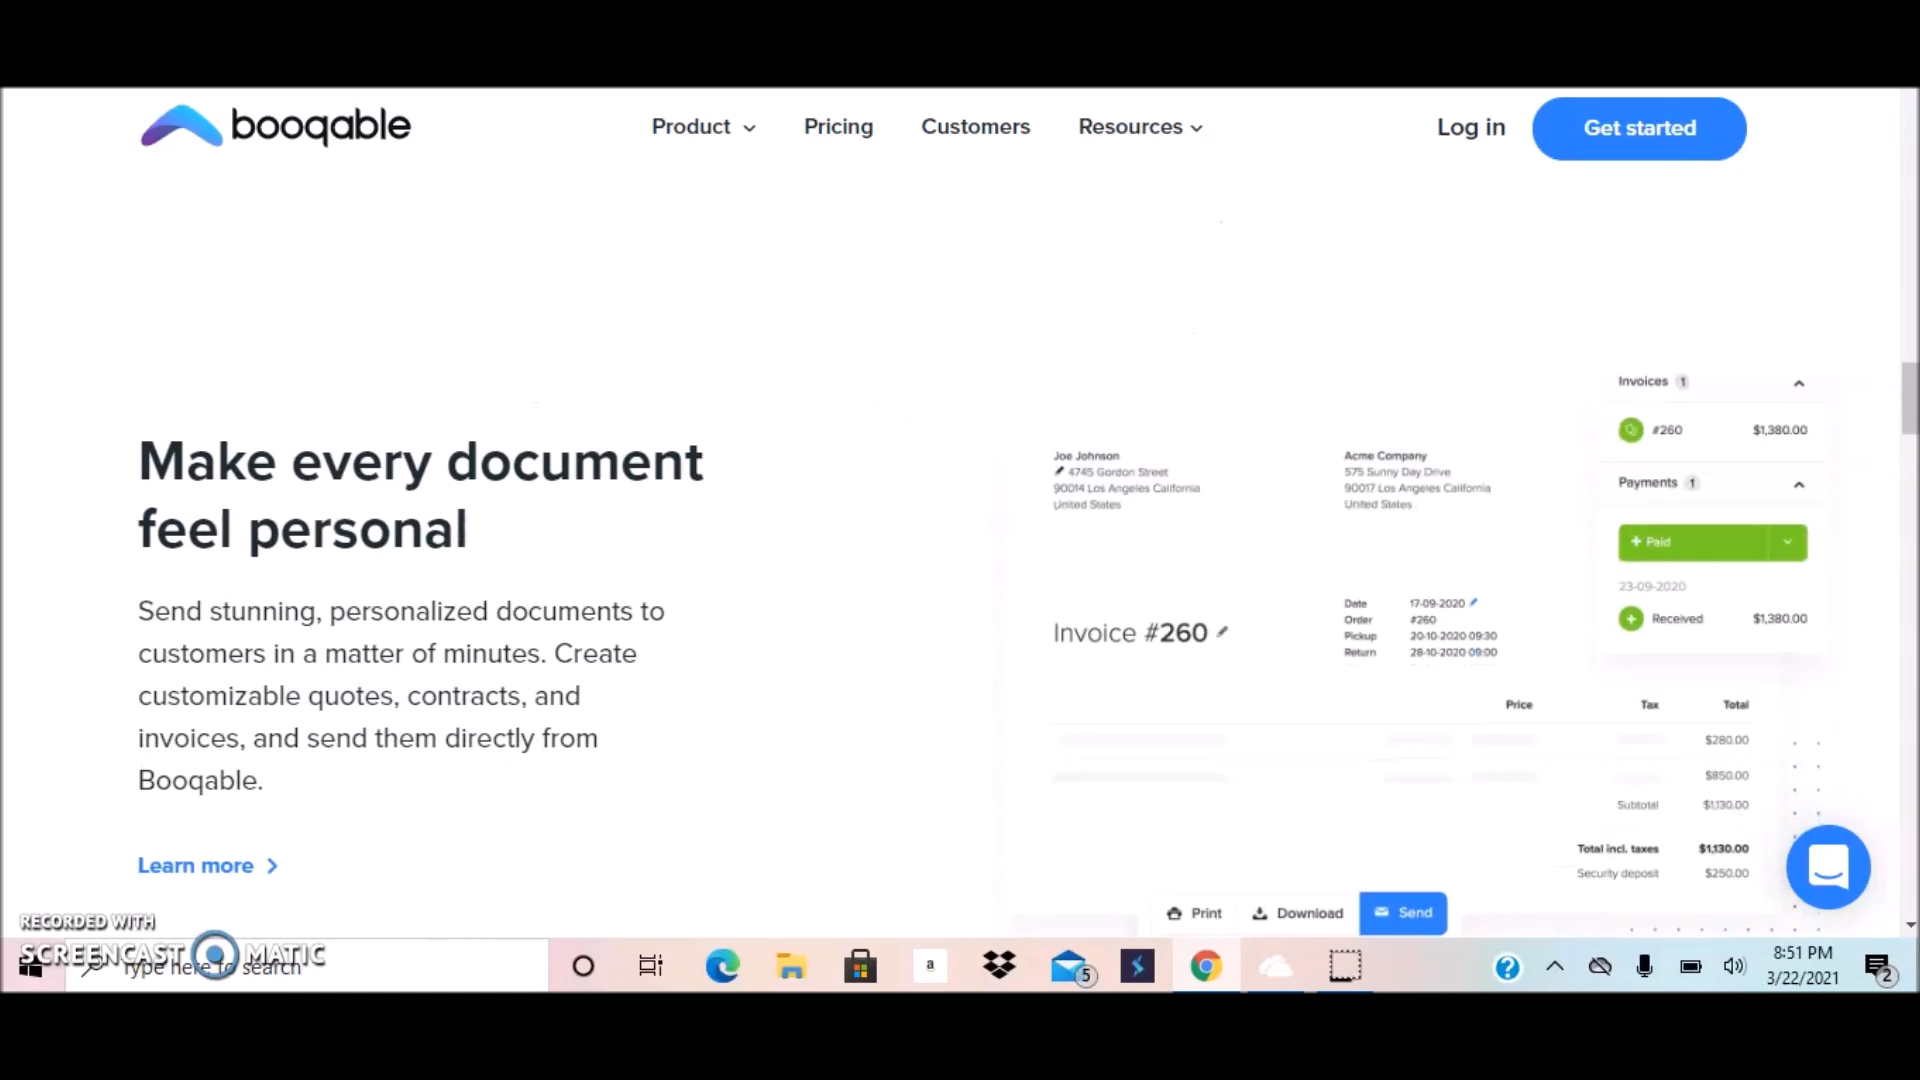 booqable
Product
Pricing
Customers
Resources
Log in
Get started
Make every document
feel personal
Send stunning, personalized documents to
customers in a matter of minutes. Create
customizable quotes, contracts, and
invoices, and send them directly from
Booqable.
Learn more
Joe Johnson
4745 Gordon Street
90014 Los Angeles California
United States
Acme Company
575 Sunny Day Drive
90017 Los Angeles California
United States
Invoice #260
Date 17-09-2020
Order #260
Pickup 20-10-2020 09:30
Return 28-10-2020 09:00
Price Tax Total
$280.00
$850.00
Subtotal $1,130.00
Total incl. taxes $1,130.00
Security deposit $250.00
Print Download Send
Invoices 1
#260 $1,380.00
Payments 1
+ Paid
23-09-2020
Received $1,380.00
RECORDED WITH
SCREENCAST MATIC
Type here to search
a
5
8:51 PM
3/22/2021
2